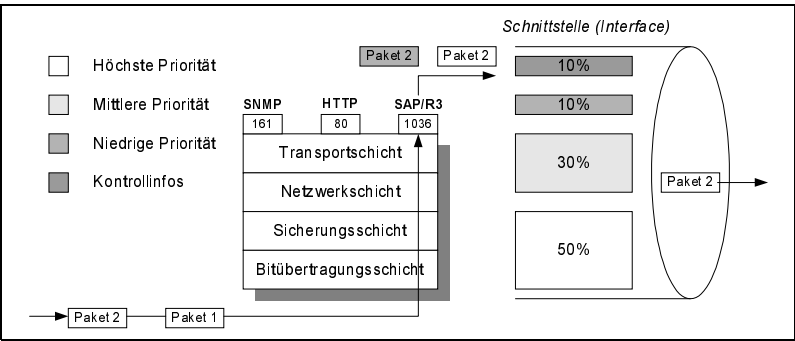 Schnittstelle (Interface)
Höchste Priorität
Mittlere Priorität
Niedrige Priorität
Kontrollinfos
Paket 2
Paket 2
SNMP
HTTP
SAP/R3
161
80
1036
Transportschicht
Netzwerkschicht
Sicherungsschicht
Bitübertragungsschicht
10%
10%
30%
50%
Paket 2
Paket 2
Paket 1